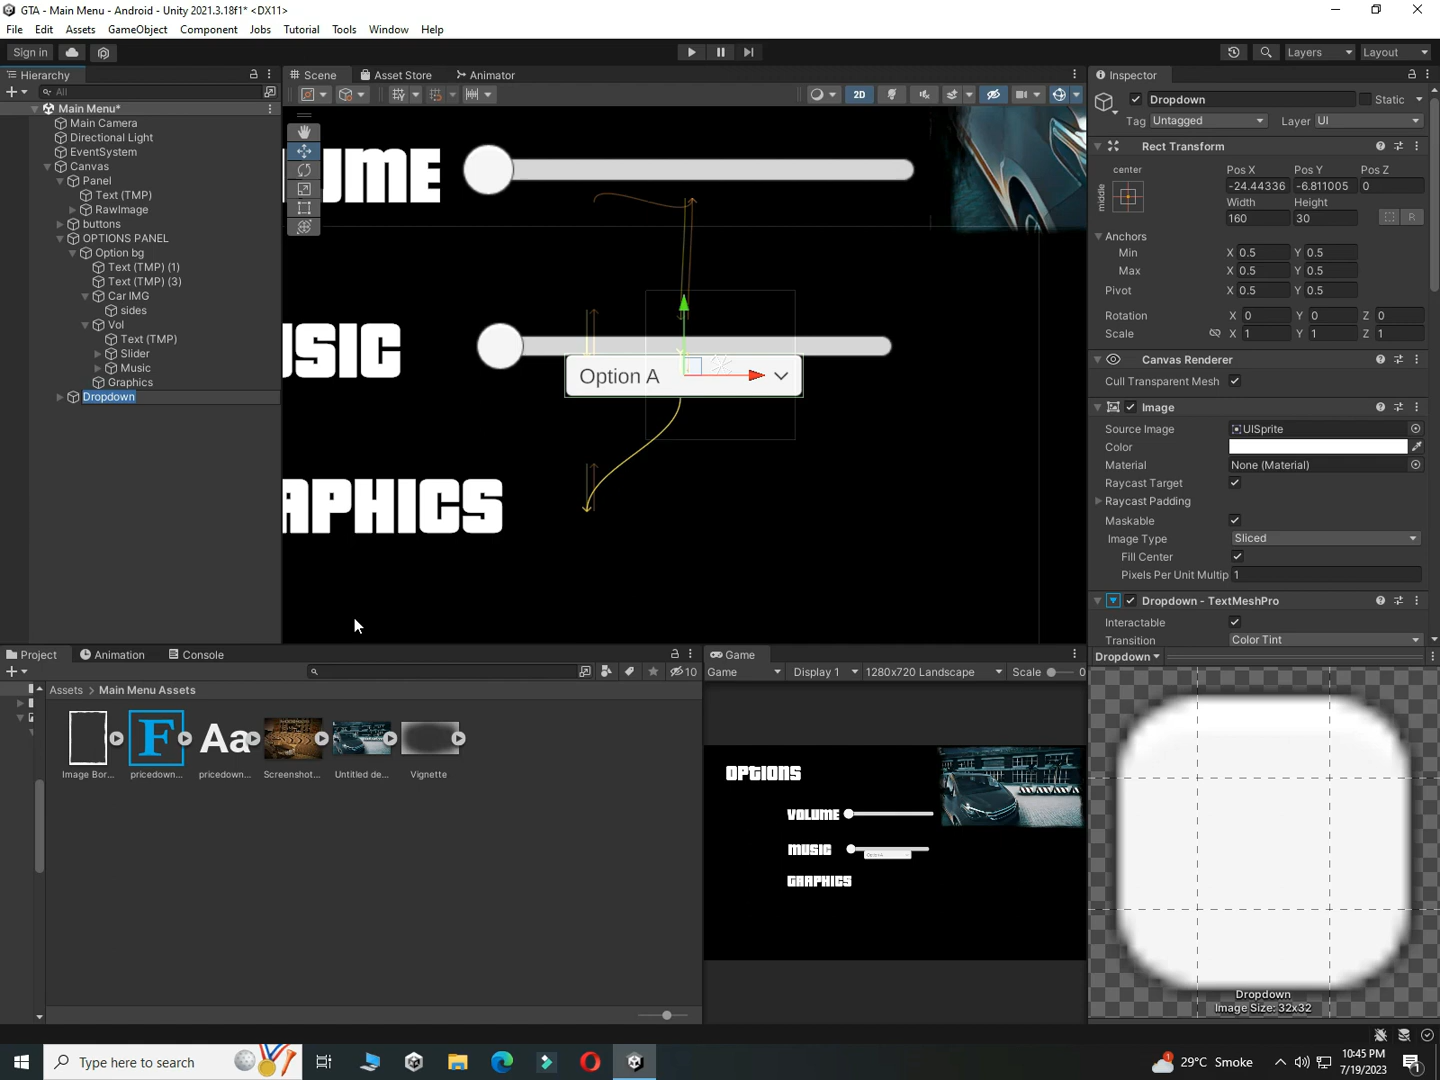 GTA - Main Menu - Android - Unity 2021.3.18f1* <DX11>
File Edit Assets GameObject Component Jobs Tutorial Tools Window Help
Sign in
Layers
Layout
Hierarchy
All
Main Menu*
Main Camera
Directional Light
EventSystem
Canvas
Panel
Text (TMP)
RawImage
buttons
OPTIONS PANEL
Option bg
Text (TMP) (1)
Text (TMP) (3)
Car IMG
sides
Vol
Text (TMP)
Slider
Music
Graphics
Dropdown
Scene
Asset Store
Animator
2D
UME
USIC
Option A
APHICS
Inspector
Dropdown
Static
Tag Untagged
Layer UI
Rect Transform
center
middle
Pos X Pos Y Pos Z
-24.44336 -6.811005 0
Width Height
160 30
R
Anchors
Min X 0.5 Y 0.5
Max X 0.5 Y 0.5
Pivot X 0.5 Y 0.5
Rotation X 0 Y 0 Z 0
Scale X 1 Y 1 Z 1
Canvas Renderer
Cull Transparent Mesh
Image
Source Image UISprite
Color
Material None (Material)
Raycast Target
Raycast Padding
Maskable
Image Type Sliced
Fill Center
Pixels Per Unit Multip 1
Dropdown - TextMeshPro
Interactable
Transition Color Tint
Dropdown
Dropdown
Image Size: 32x32
Project
Animation
Console
10
Assets > Main Menu Assets
F
Aa
Image Bor...
pricedown...
pricedown...
Screenshot...
Untitled de...
Vignette
Game
Game Display 1 1280x720 Landscape Scale 0
OPTIONS
VOLUME
MUSIC
Option A
GRAPHICS
Type here to search
1
29°C Smoke
10:45 PM
7/19/2023
1